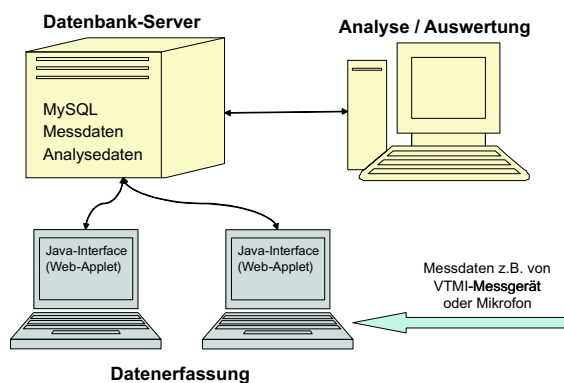 Datenbank-Server
Analyse / Auswertung
MySQL
Messdaten
Analysedaten
Java-Interface
(Web-Applet)
Java-Interface
(Web-Applet)
Messdaten z.B. von
VTMI-Messgerät
oder Mikrofon
Datenerfassung